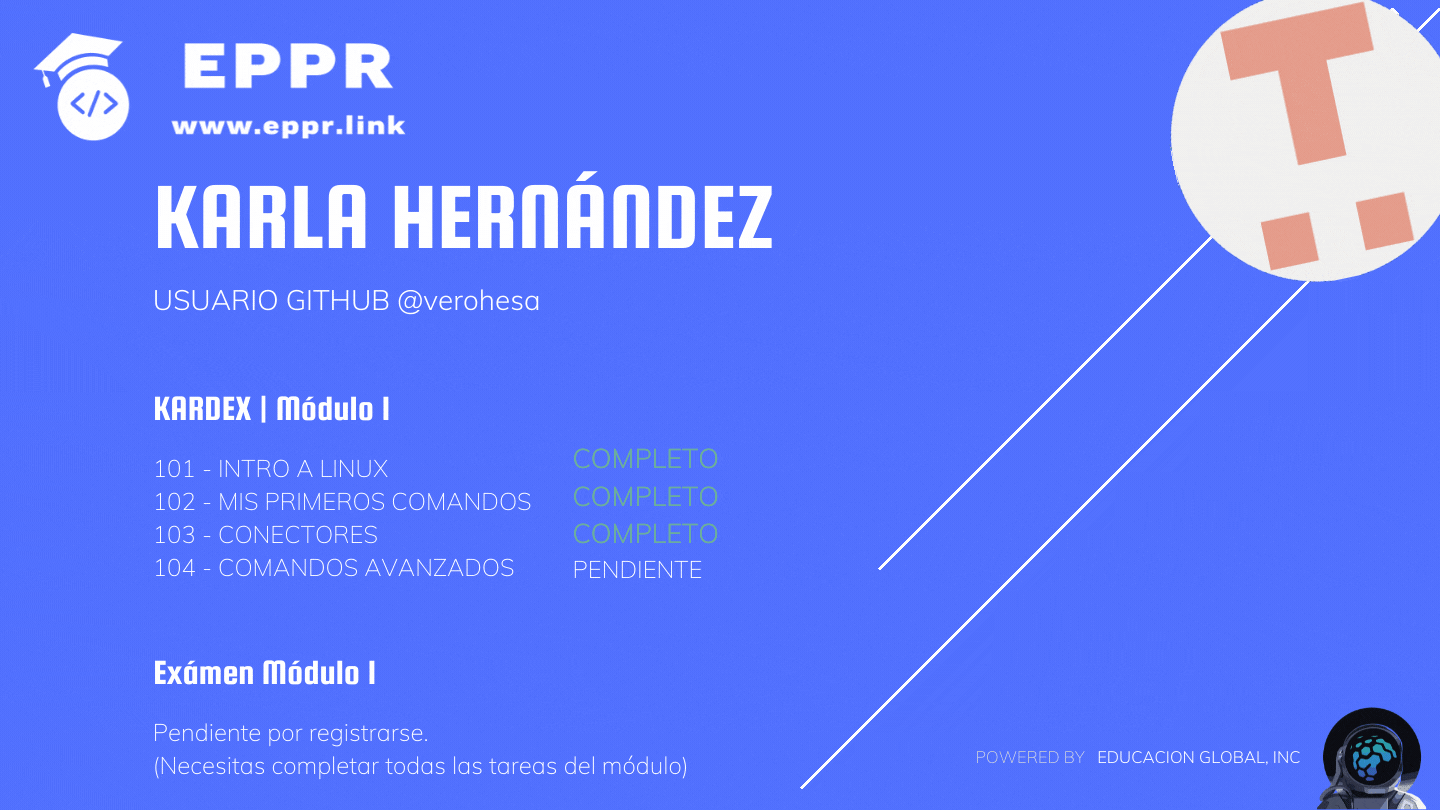 EPPR
www.eppr.link
KARLA HERNÁNDEZ
USUARIO GITHUB @verohesa
KARDEX | Módulo I
101 - INTRO A LINUX COMPLETO
102 - MIS PRIMEROS COMANDOS COMPLETO
103 - CONECTORES COMPLETO
104 - COMANDOS AVANZADOS PENDIENTE
Exámen Módulo I
Pendiente por registrarse.
(Necesitas completar todas las tareas del módulo)
POWERED BY EDUCACION GLOBAL, INC